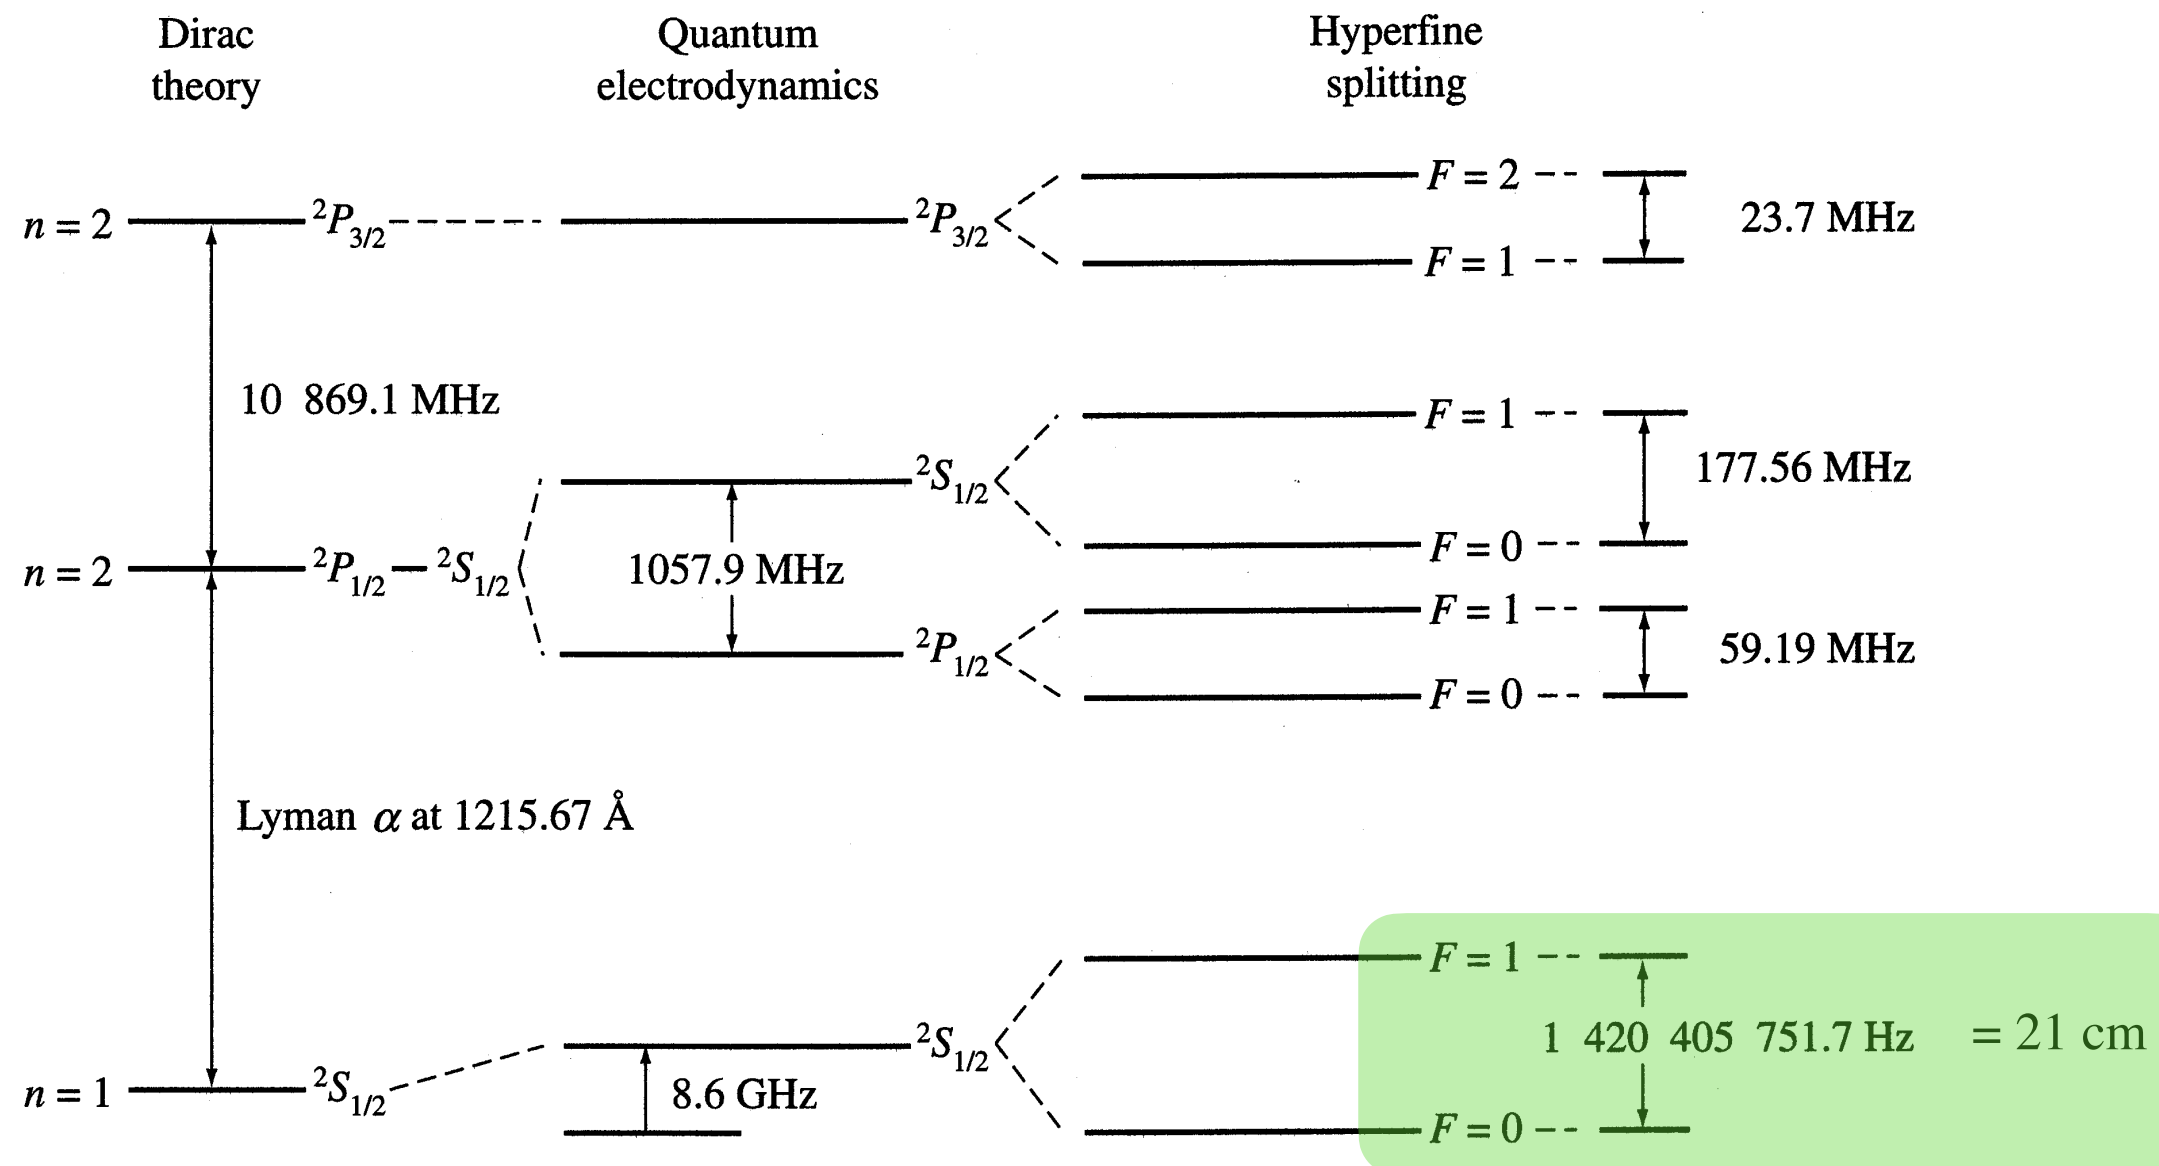 Dirac
theory
Quantum
electrodynamics
Hyperfine
splitting
n = 2 ²P₃/₂ ²P₃/₂ F = 2
23.7 MHz
F = 1
10 869.1 MHz
F = 1
²S₁/₂ 177.56 MHz
F = 0
n = 2 ²P₁/₂ ²S₁/₂ 1057.9 MHz
F = 1
²P₁/₂ 59.19 MHz
F = 0
Lyman α at 1215.67 Å
F = 1
²S₁/₂ 1 420 405 751.7 Hz = 21 cm
n = 1 ²S₁/₂ 8.6 GHz
F = 0